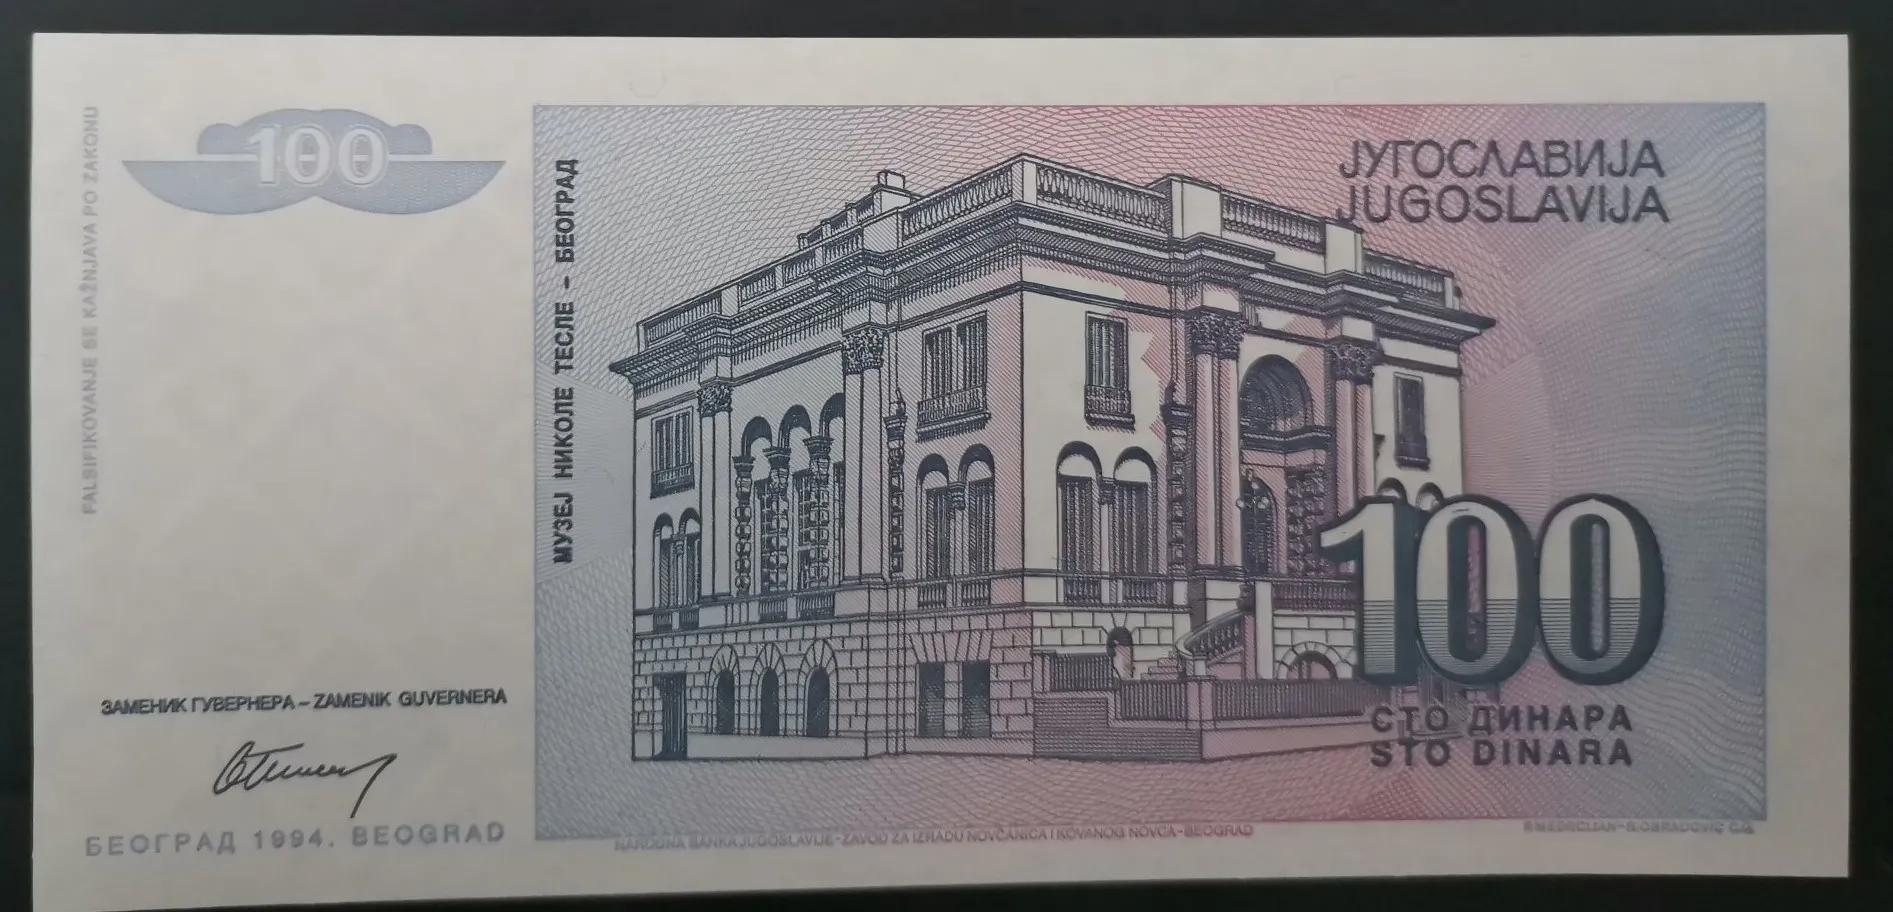 FALSIFIKOVANJE SE KAŽNJAVA PO ZAKONU
100
ЗАМЕНИК ГУВЕРНЕРА – ZAMENIK GUVERNERA
БЕОГРАД 1994. BEOGRAD
МУЗЕЈ НИКОЛЕ ТЕСЛЕ – БЕОГРАД
ЈУГОСЛАВИЈА
JUGOSLAVIJA
100
СТО ДИНАРА
STO DINARA
NARODNA BANKA JUGOSLAVIJE-ZAVOD ZA IZRADU NOVČANICA I KOVANOG NOVCA-BEOGRAD